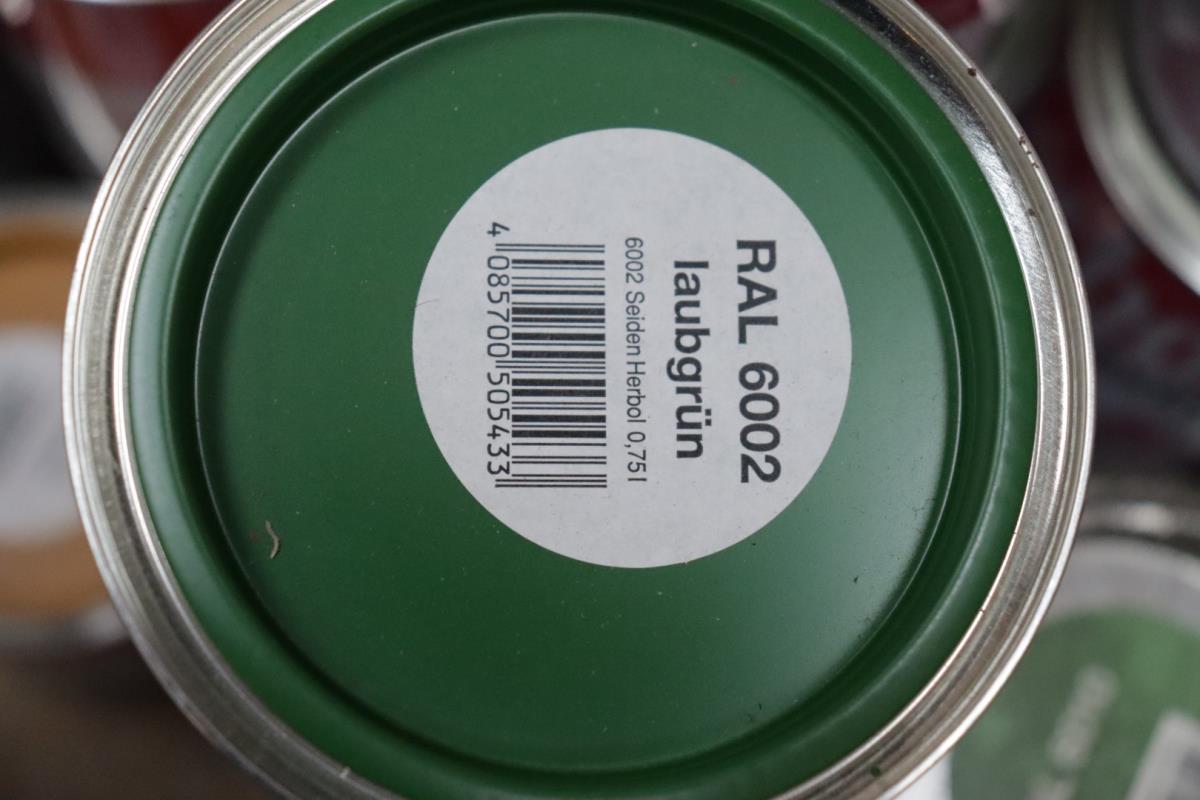 RAL 6002
laubgrün
6002 Seiden Herbol 0,75l
4 085700 505433